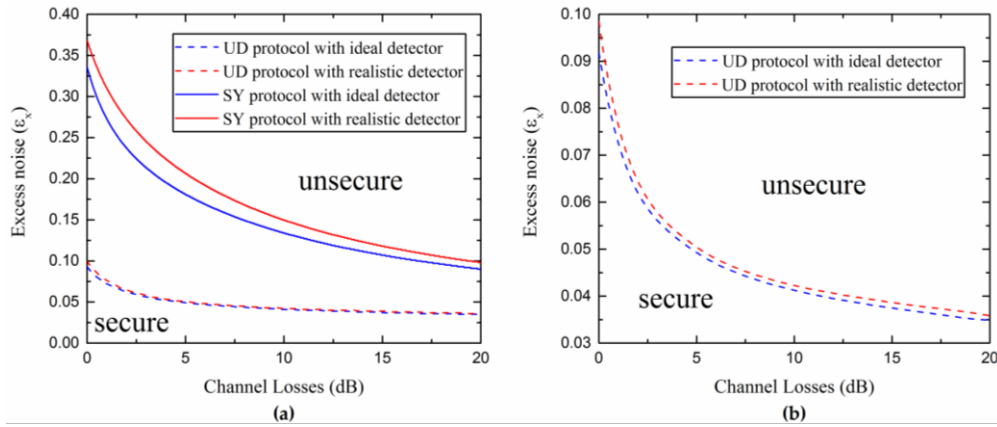 0.40
0.35
0.30
0.25
0.20
0.15
0.10
0.05
0.00
Excess noise (εx)
UD protocol with ideal detector
UD protocol with realistic detector
SY protocol with ideal detector
SY protocol with realistic detector
unsecure
secure
0 5 10 15 20
Channel Losses (dB)
(a)
0.10
0.09
0.08
0.07
0.06
0.05
0.04
0.03
Excess noise (εx)
UD protocol with ideal detector
UD protocol with realistic detector
unsecure
secure
0 5 10 15 20
Channel Losses (dB)
(b)